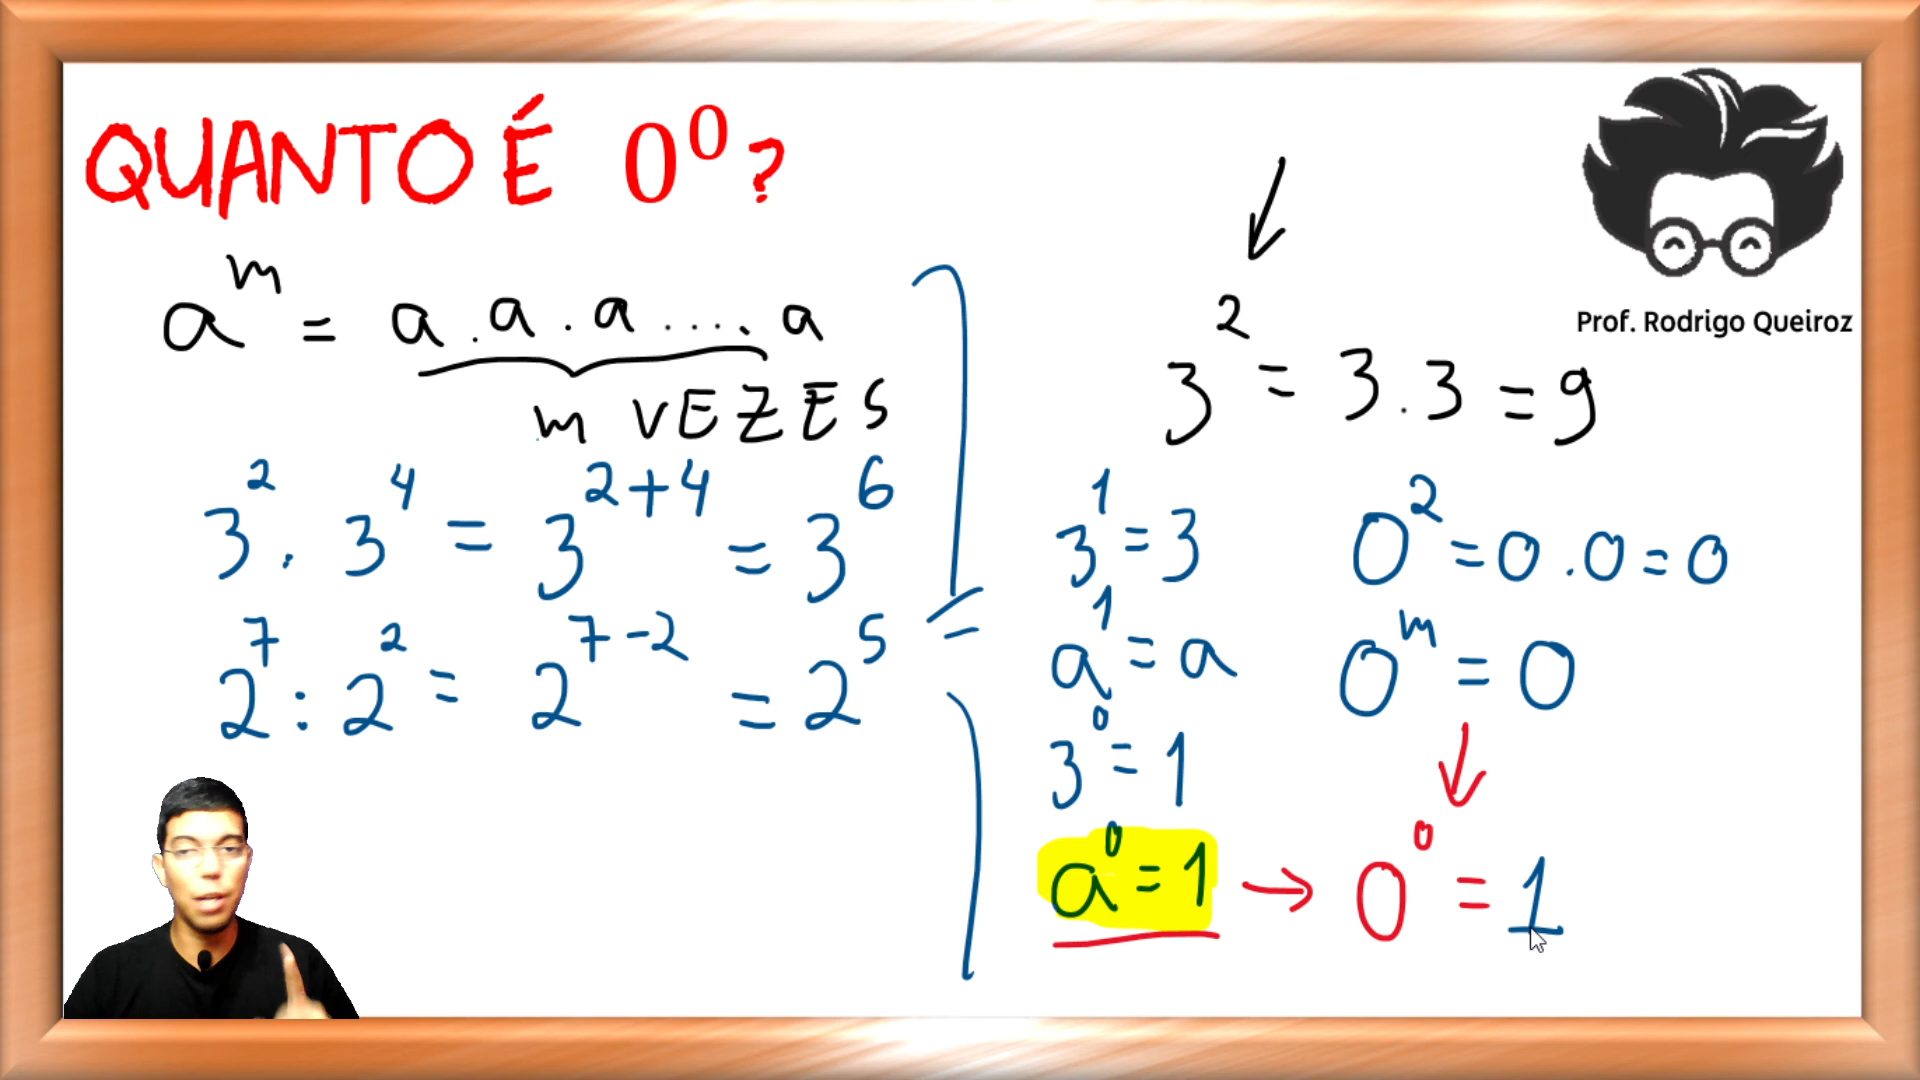 QUANTO É 0⁰?
aᵐ = a . a . a . . . . . a
m VEZES
3² . 3⁴ = 3²⁺⁴ = 3⁶
2⁷ : 2² = 2⁷⁻² = 2⁵
Prof. Rodrigo Queiroz
3² = 3 . 3 = 9
3¹ = 3
0² = 0 . 0 = 0
a¹ = a
0ᵐ = 0
3⁰ = 1
a⁰ = 1 → 0⁰ = 1